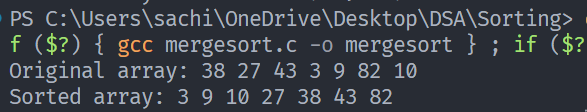 PS C:\Users\sachi\OneDrive\Desktop\DSA\Sorting>
f ($?) { gcc mergesort.c -o mergesort } ; if ($?
Original array: 38 27 43 3 9 82 10
Sorted array: 3 9 10 27 38 43 82